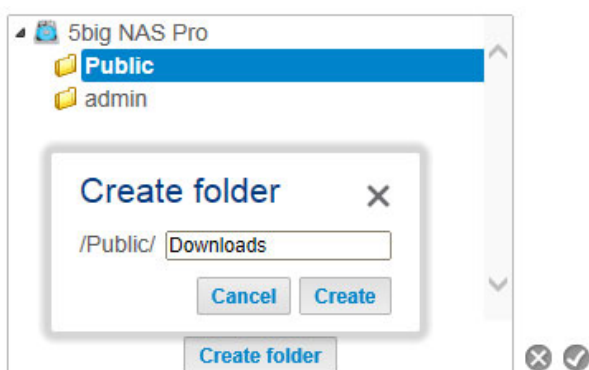 5big NAS Pro
Public
admin
Create folder
/Public/ Downloads
Cancel Create
Create folder